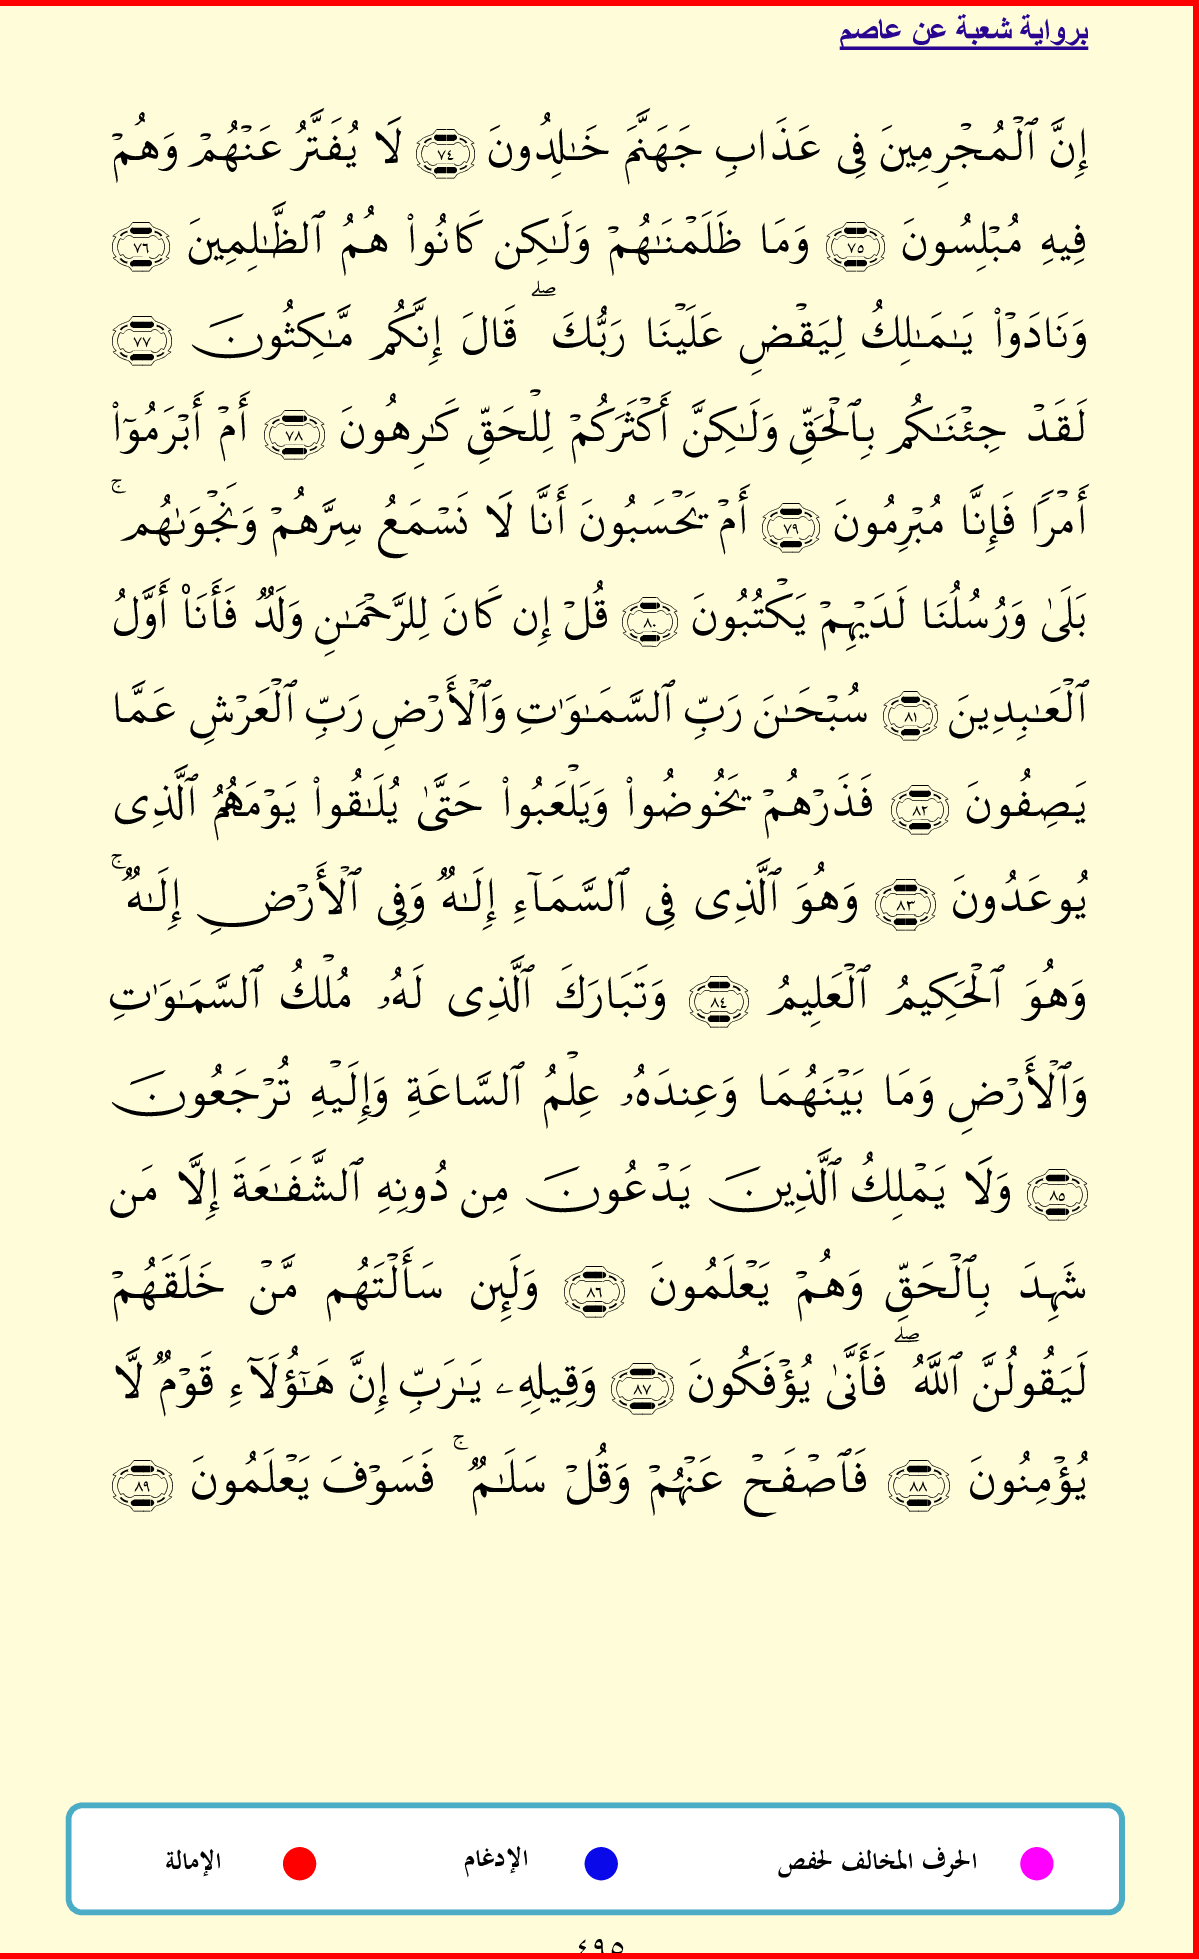 برواية شعبة عن عاصم
إِنَّ ٱلْمُجْرِمِينَ فِى عَذَابِ جَهَنَّمَ خَـٰلِدُونَ ٧٤ لَا يُفَتَّرُ عَنْهُمْ وَهُمْ
فِيهِ مُبْلِسُونَ ٧٥ وَمَا ظَلَمْنَـٰهُمْ وَلَـٰكِن كَانُوا۟ هُمُ ٱلظَّـٰلِمِينَ ٧٦
وَنَادَوْا۟ يَـٰمَـٰلِكُ لِيَقْضِ عَلَيْنَا رَبُّكَ ۖ قَالَ إِنَّكُم مَّـٰكِثُونَ ٧٧
لَقَدْ جِئْنَـٰكُم بِٱلْحَقِّ وَلَـٰكِنَّ أَكْثَرَكُمْ لِلْحَقِّ كَـٰرِهُونَ ٧٨ أَمْ أَبْرَمُوٓا۟
أَمْرًا فَإِنَّا مُبْرِمُونَ ٧٩ أَمْ يَحْسَبُونَ أَنَّا لَا نَسْمَعُ سِرَّهُمْ وَنَجْوَىٰهُم ۚ
بَلَىٰ وَرُسُلُنَا لَدَيْهِمْ يَكْتُبُونَ ٨٠ قُلْ إِن كَانَ لِلرَّحْمَـٰنِ وَلَدٌ فَأَنَا۠ أَوَّلُ
ٱلْعَـٰبِدِينَ ٨١ سُبْحَـٰنَ رَبِّ ٱلسَّمَـٰوَٰتِ وَٱلْأَرْضِ رَبِّ ٱلْعَرْشِ عَمَّا
يَصِفُونَ ٨٢ فَذَرْهُمْ يَخُوضُوا۟ وَيَلْعَبُوا۟ حَتَّىٰ يُلَـٰقُوا۟ يَوْمَهُمُ ٱلَّذِى
يُوعَدُونَ ٨٣ وَهُوَ ٱلَّذِى فِى ٱلسَّمَآءِ إِلَـٰهٌ وَفِى ٱلْأَرْضِ إِلَـٰهٌ ۚ
وَهُوَ ٱلْحَكِيمُ ٱلْعَلِيمُ ٨٤ وَتَبَارَكَ ٱلَّذِى لَهُۥ مُلْكُ ٱلسَّمَـٰوَٰتِ
وَٱلْأَرْضِ وَمَا بَيْنَهُمَا وَعِندَهُۥ عِلْمُ ٱلسَّاعَةِ وَإِلَيْهِ تُرْجَعُونَ
٨٥ وَلَا يَمْلِكُ ٱلَّذِينَ يَدْعُونَ مِن دُونِهِ ٱلشَّفَـٰعَةَ إِلَّا مَن
شَهِدَ بِٱلْحَقِّ وَهُمْ يَعْلَمُونَ ٨٦ وَلَئِن سَأَلْتَهُم مَّنْ خَلَقَهُمْ
لَيَقُولُنَّ ٱللَّهُ ۖ فَأَنَّىٰ يُؤْفَكُونَ ٨٧ وَقِيلِهِۦ يَـٰرَبِّ إِنَّ هَـٰٓؤُلَآءِ قَوْمٌ لَّا
يُؤْمِنُونَ ٨٨ فَٱصْفَحْ عَنْهُمْ وَقُلْ سَلَـٰمٌ ۚ فَسَوْفَ يَعْلَمُونَ ٨٩
الحرف المخالف لحفص الإدغام الإمالة
٤٩٥